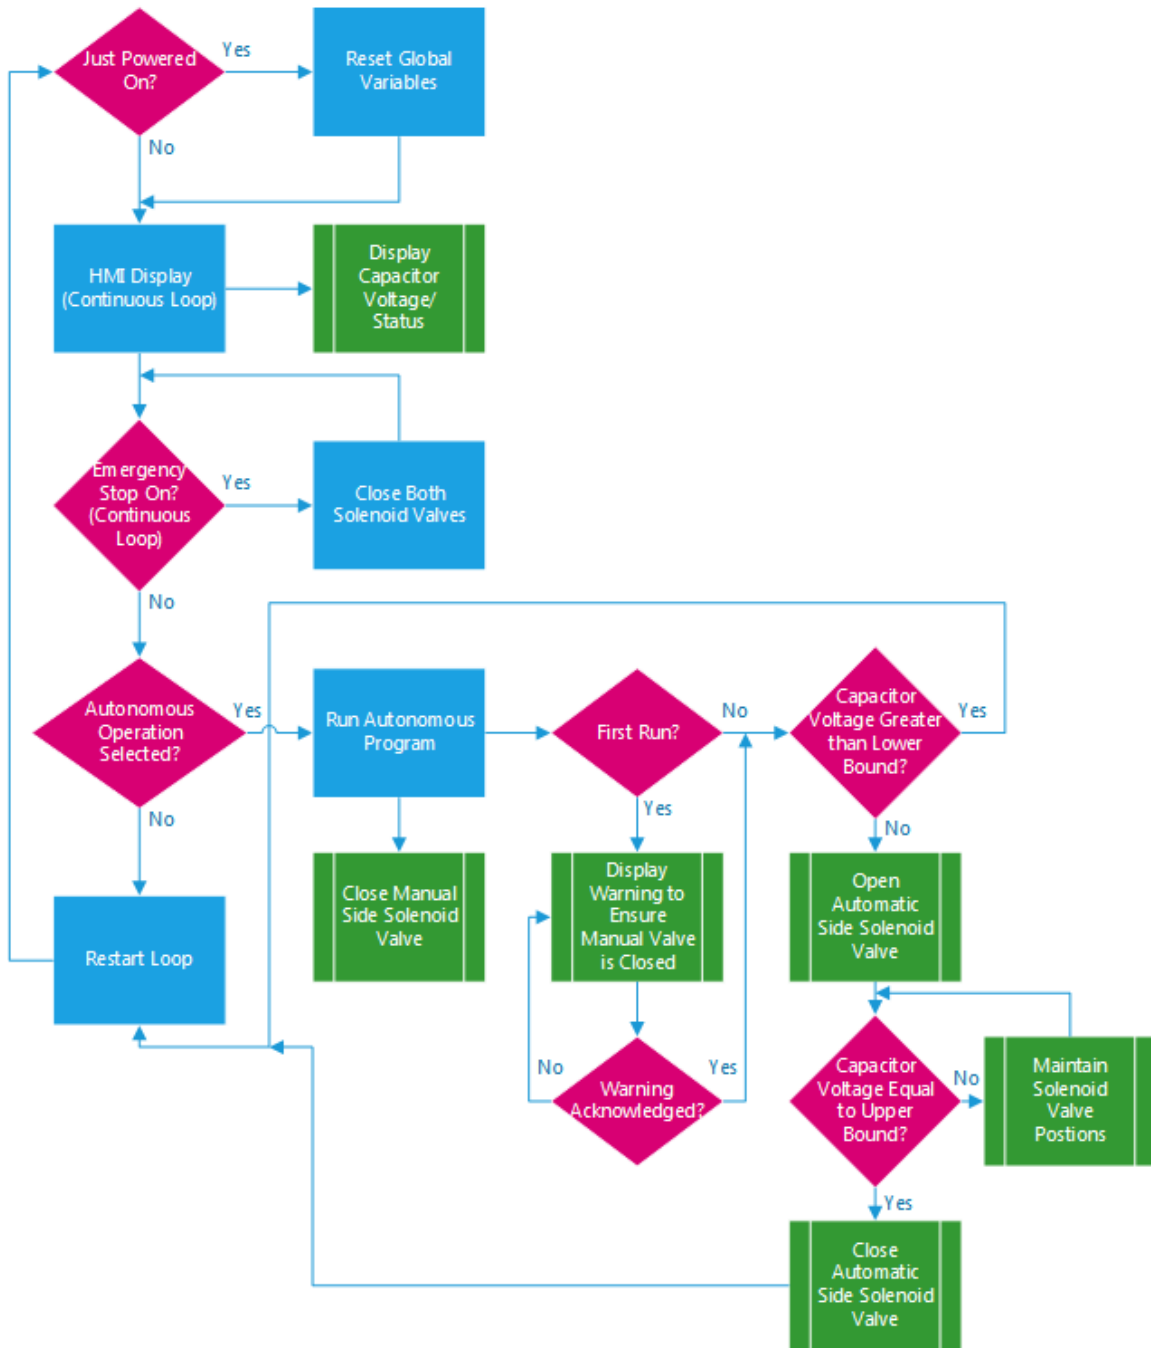 Just Powered
On?
Yes
Reset Global
Variables
No
HMI Display
(Continuous Loop)
Display
Capacitor
Voltage/
Status
Emergency
Stop On?
(Continuous
Loop)
Yes
Close Both
Solenoid Valves
No
Autonomous
Operation
Selected?
Yes
Run Autonomous
Program
First Run?
No
Capacitor
Voltage Greater
than Lower
Bound?
Yes
No
Yes
No
Restart Loop
Close Manual
Side Solenoid
Valve
Display
Warning to
Ensure
Manual Valve
is Closed
Open
Automatic
Side Solenoid
Valve
No
Warning
Acknowledged?
Yes
Capacitor
Voltage Equal
to Upper
Bound?
No
Maintain
Solenoid
Valve
Postions
Yes
Close
Automatic
Side Solenoid
Valve